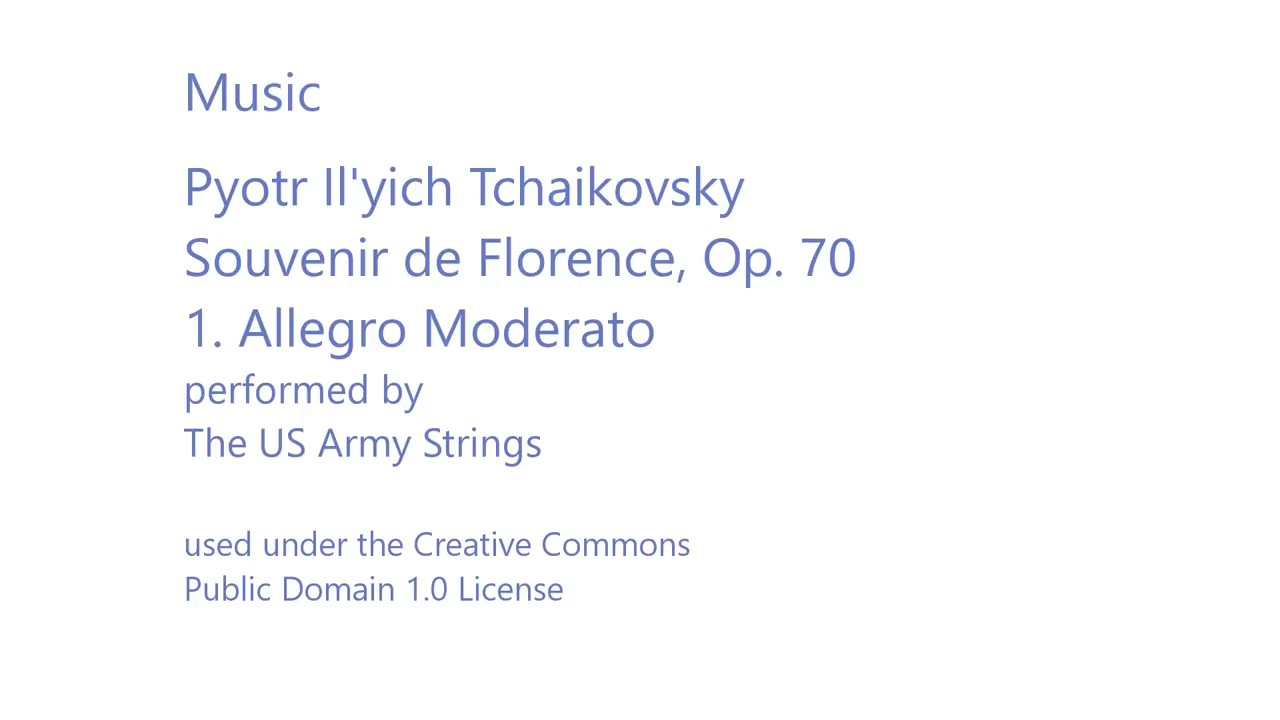 Music
Pyotr Il'yich Tchaikovsky
Souvenir de Florence, Op. 70
1. Allegro Moderato
performed by
The US Army Strings
used under the Creative Commons
Public Domain 1.0 License